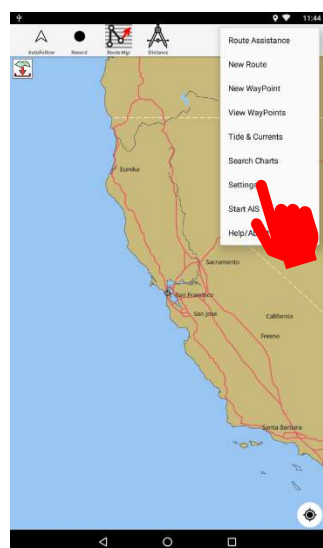 11:44
AutoFollow Record Route Mgr Distance
Route Assistance
New Route
New WayPoint
View WayPoints
Tide & Currents
Search Charts
Settings
Start AIS
Help/
Eureka
Sacramento
San Francisco
San Jose
California
Fresno
Santa Barbara